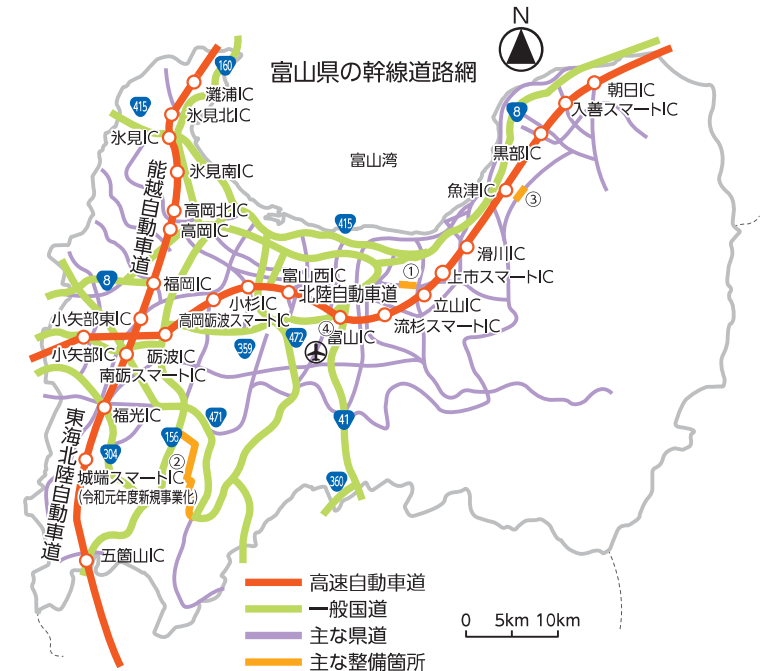 N
富山県の幹線道路網
160
灘浦IC
415
氷見北IC
氷見IC
氷見南IC
能越自動車道
高岡北IC
高岡IC
富山湾
朝日IC
入善スマートIC
8
黒部IC
魚津IC
③
415
滑川IC
①
上市スマートIC
8
福岡IC
富山西IC
北陸自動車道
立山IC
小杉IC
小矢部東IC
高岡砺波スマートIC
④
流杉スマートIC
富山IC
472
小矢部IC
砺波IC
359
南砺スマートIC
福光IC
471
41
156
304
②
東海北陸自動車道
城端スマートIC
(令和元年度新規事業化)
360
五箇山IC
高速自動車道
一般国道
主な県道
主な整備箇所
0 5km 10km